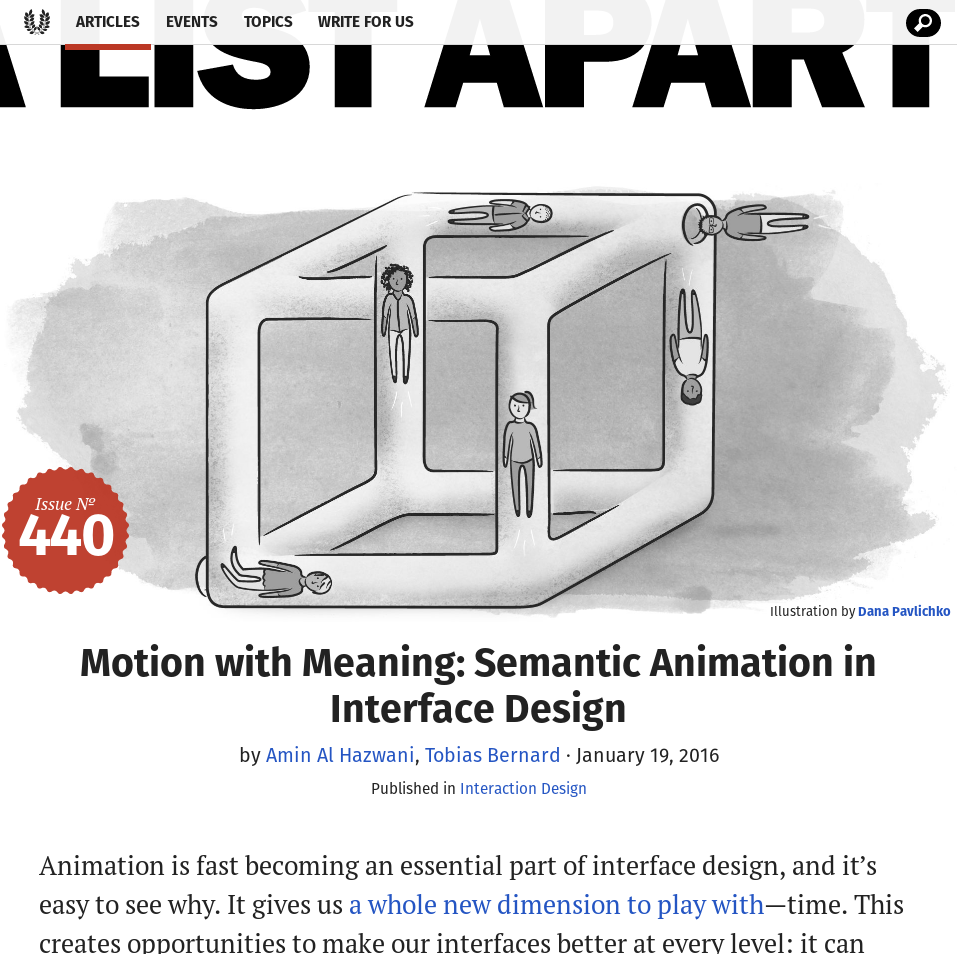 ARTICLES EVENTS TOPICS WRITE FOR US
A LIST APART
Issue Nº
440
Illustration by Dana Pavlichko
Motion with Meaning: Semantic Animation in
Interface Design
by Amin Al Hazwani, Tobias Bernard · January 19, 2016
Published in Interaction Design
Animation is fast becoming an essential part of interface design, and it’s
easy to see why. It gives us a whole new dimension to play with—time. This
creates opportunities to make our interfaces better at every level: it can